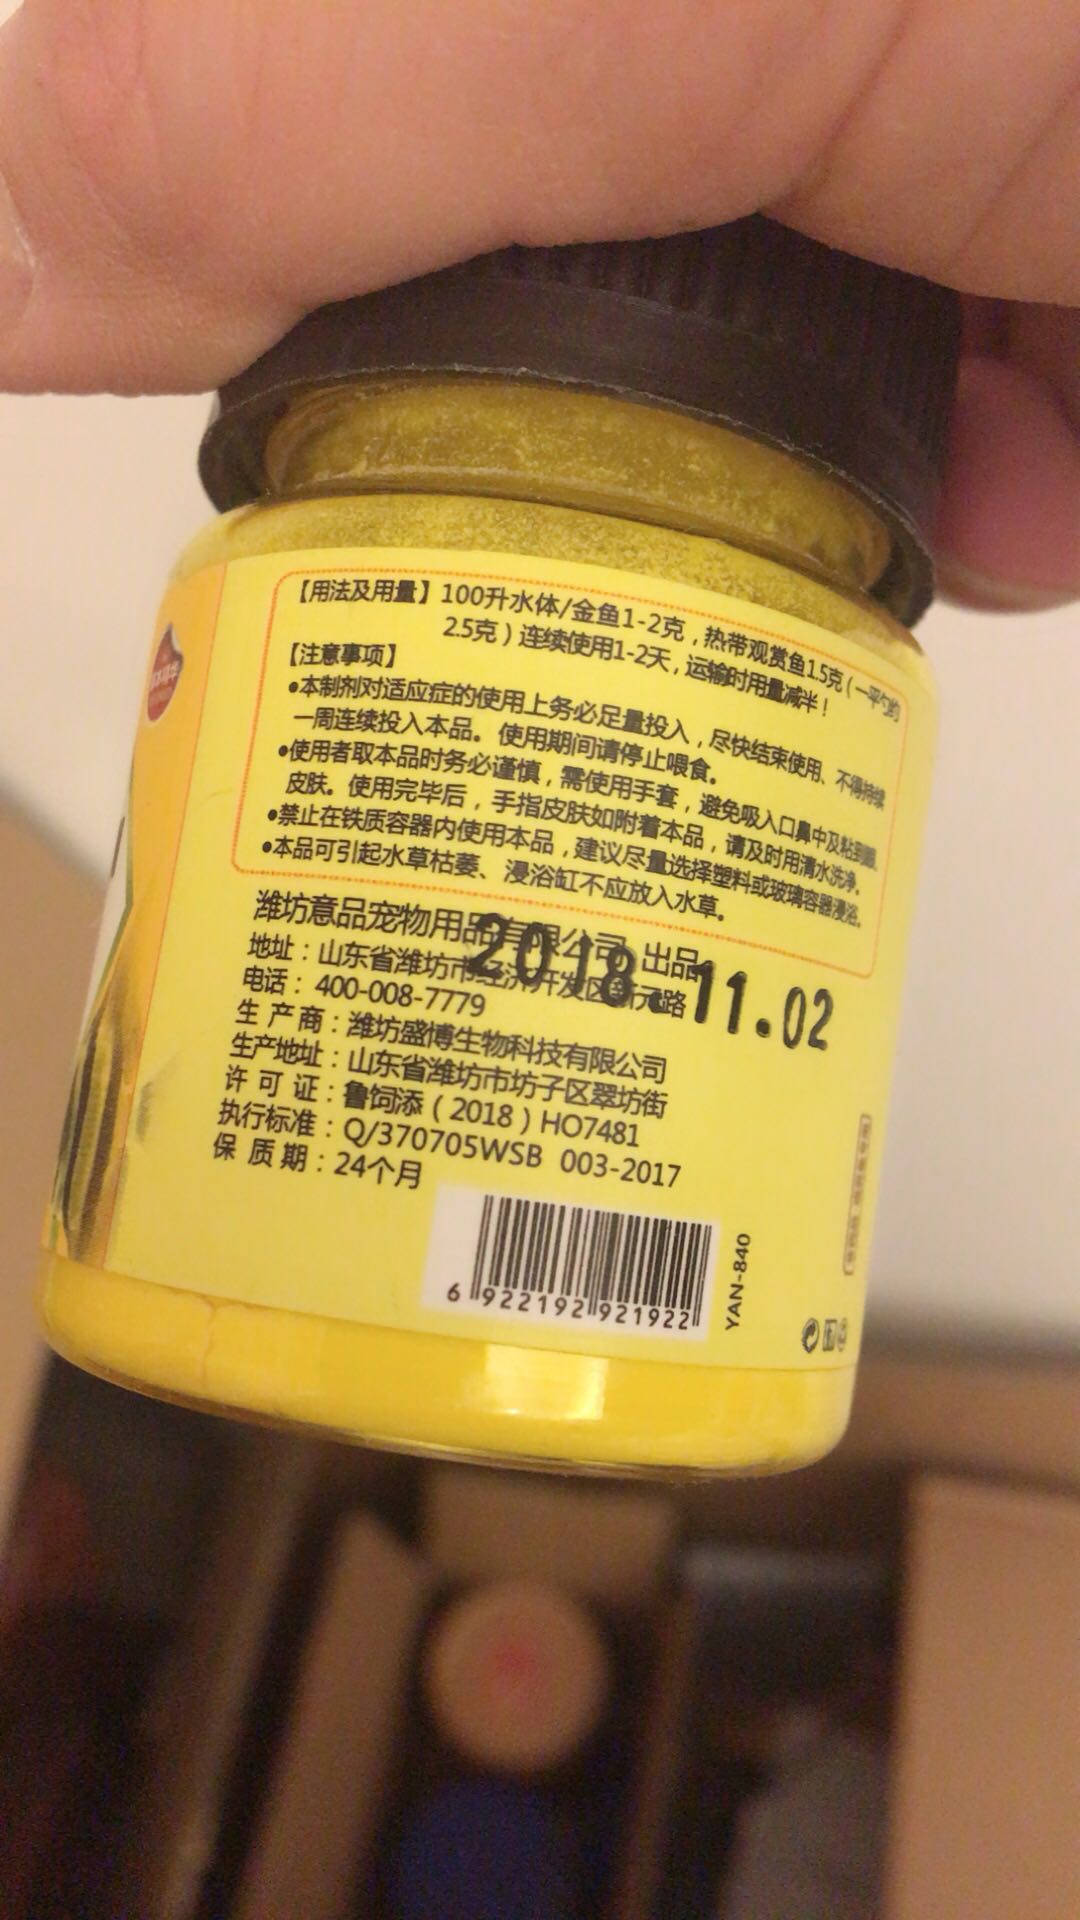 【用法及用量】100升水体/金鱼1-2克，热带观赏鱼1.5克（一平勺约
2.5克）连续使用1-2天，运输时用量减半！
【注意事项】
●本制剂对适应症的使用上务必足量投入，尽快结束使用、不得持续
一周连续投入本品。使用期间请停止喂食。
●使用者取本品时务必谨慎，需使用手套，避免吸入口鼻中及粘到眼、
皮肤。使用完毕后，手指皮肤如附着本品，请及时用清水洗净。
●禁止在铁质容器内使用本品，建议尽量选择塑料或玻璃容器浸浴。
●本品可引起水草枯萎、浸浴缸不应放入水草。
潍坊意品宠物用品有限公司 出品
地址：山东省潍坊市经济开发区新元路
2018.11.02
电话：400-008-7779
生产商：潍坊盛博生物科技有限公司
生产地址：山东省潍坊市坊子区翠坊街
许可证：鲁饲添（2018）HO7481
执行标准：Q/370705WSB 003-2017
保质期：24个月
6 922192 921922
YAN-840